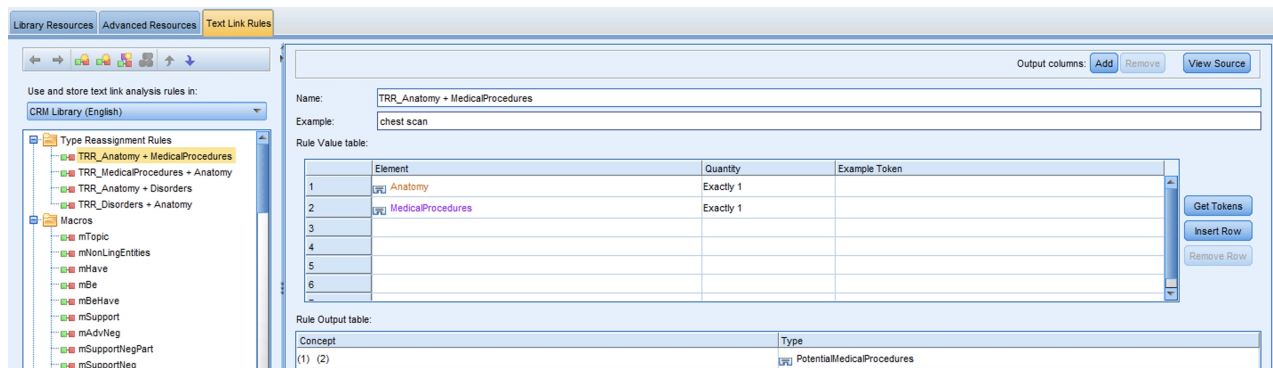 Library Resources Advanced Resources Text Link Rules
Output columns: Add Remove View Source
Use and store text link analysis rules in:
CRM Library (English)
Type Reassignment Rules
TRR_Anatomy + MedicalProcedures
TRR_MedicalProcedures + Anatomy
TRR_Anatomy + Disorders
TRR_Disorders + Anatomy
Macros
mTopic
mNonLingEntities
mHave
mBe
mBeHave
mSupport
mAdvNeg
mSupportNegPart
mSupportNeg
Name: TRR_Anatomy + MedicalProcedures
Example: chest scan
Rule Value table:
Element Quantity Example Token
1 Anatomy Exactly 1
2 MedicalProcedures Exactly 1
3
4
5
6
Get Tokens
Insert Row
Remove Row
Rule Output table:
Concept Type
(1) (2) PotentialMedicalProcedures